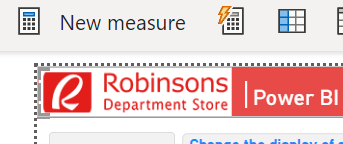 New measure
Robinsons
Department Store
Power BI
Change the display of